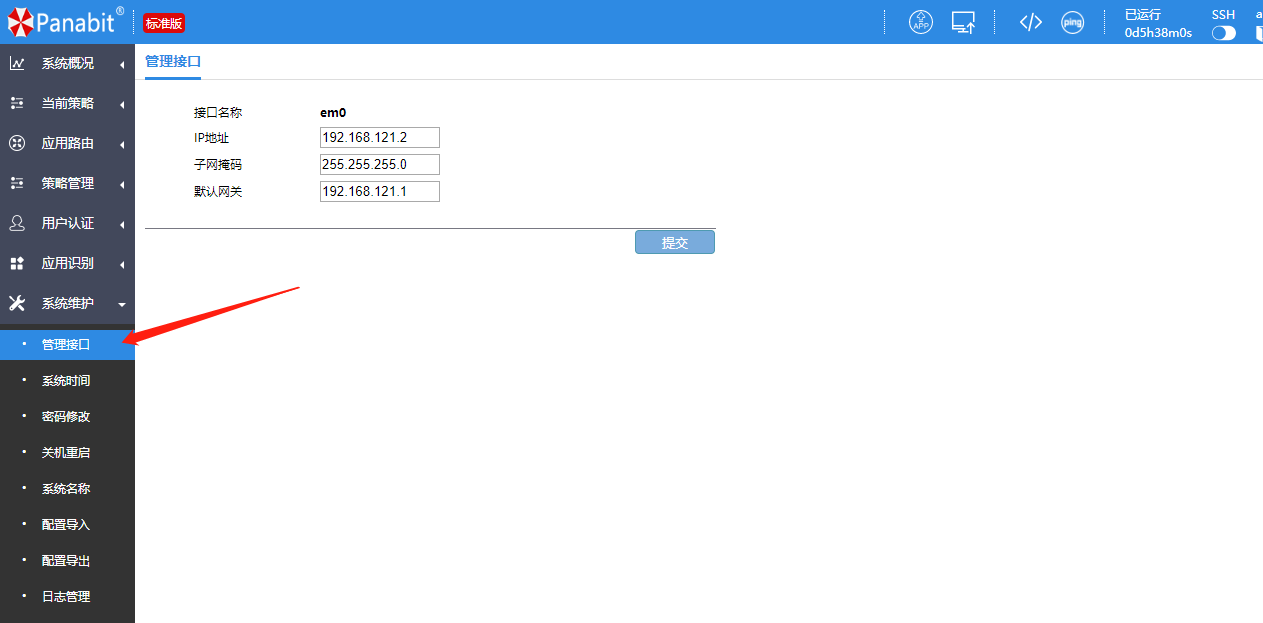 Panabit®
标准版
APP
ping
已运行
0d5h38m0s
SSH
系统概况
当前策略
应用路由
策略管理
用户认证
应用识别
系统维护
管理接口
系统时间
密码修改
关机重启
系统名称
配置导入
配置导出
日志管理
管理接口
接口名称 em0
IP地址 192.168.121.2
子网掩码 255.255.255.0
默认网关 192.168.121.1
提交